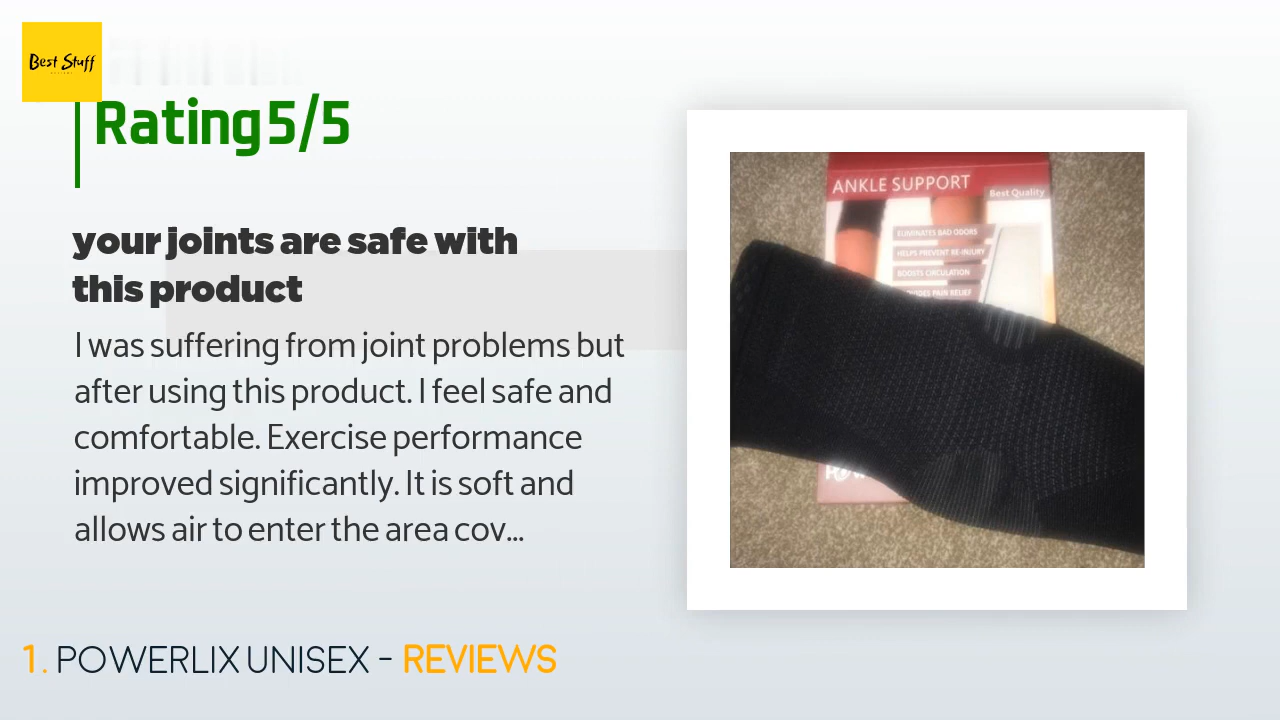 Best Stuff
Rating 5/5
your joints are safe with
this product
I was suffering from joint problems but
after using this product. I feel safe and
comfortable. Exercise performance
improved significantly. It is soft and
allows air to enter the area cov...
ANKLE SUPPORT
Best Quality
ELIMINATES BAD ODORS
HELPS PREVENT RE-INJURY
BOOSTS CIRCULATION
PAIN RELIEF
1. POWERLIX UNISEX - REVIEWS